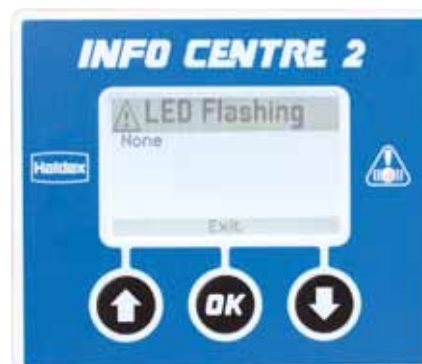 INFO CENTRE 2
LED Flashing
None
Haldex
Exit
OK